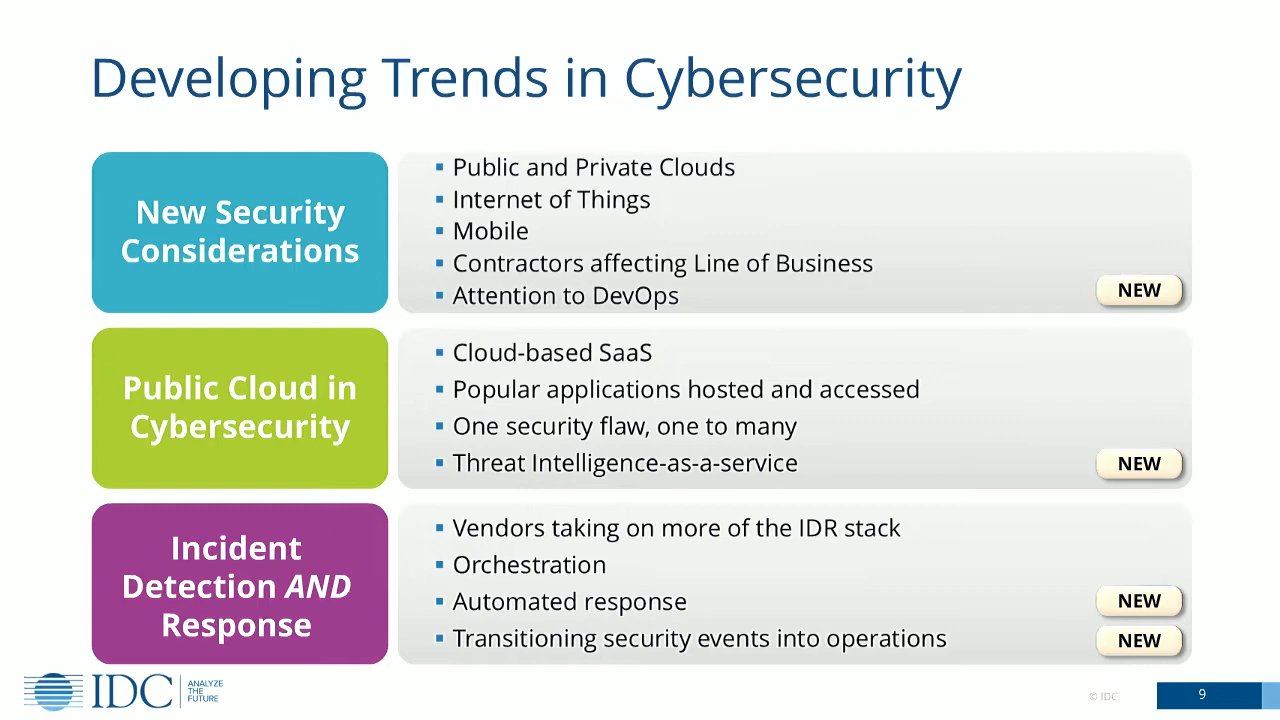 Developing Trends in Cybersecurity
New Security
Considerations
▪ Public and Private Clouds
▪ Internet of Things
▪ Mobile
▪ Contractors affecting Line of Business
▪ Attention to DevOps
NEW
Public Cloud in
Cybersecurity
▪ Cloud-based SaaS
▪ Popular applications hosted and accessed
▪ One security flaw, one to many
▪ Threat Intelligence-as-a-service
NEW
Incident
Detection AND
Response
▪ Vendors taking on more of the IDR stack
▪ Orchestration
▪ Automated response
NEW
▪ Transitioning security events into operations
NEW
IDC
ANALYZE
THE
FUTURE
© IDC
9